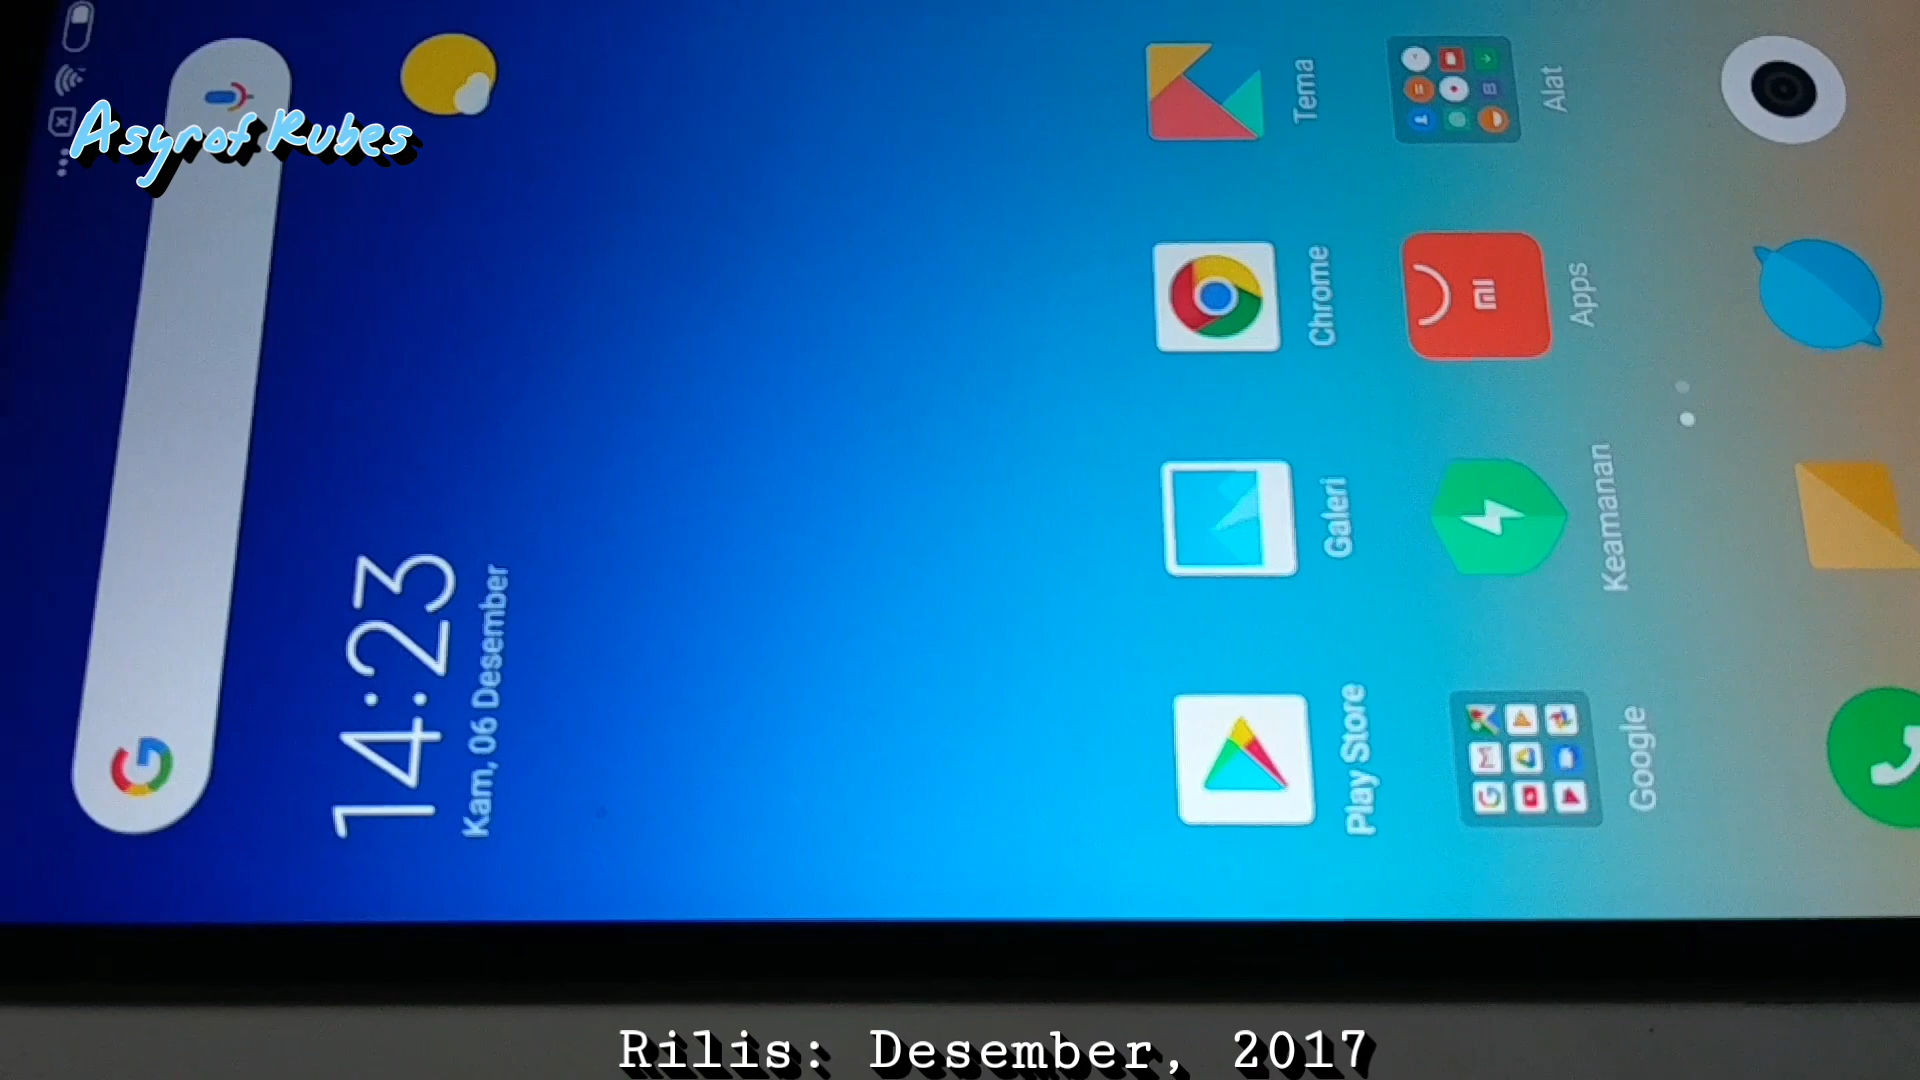 Asyrof Rubes
14:23
Kam, 06 Desember
Play Store
Galeri
Chrome
Tema
Google
Keamanan
mi
Apps
Alat
Rilis: Desember, 2017